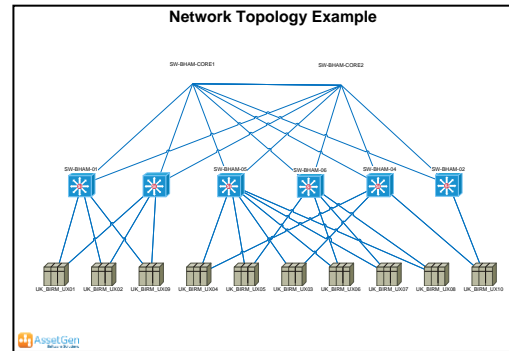 Network Topology Example
SW-BHAM-CORE1
SW-BHAM-CORE2
SW-BHAM-01
SW-BHAM-05
SW-BHAM-06
SW-BHAM-04
SW-BHAM-02
UK_BIRM_UX01
UK_BIRM_UX02
UK_BIRM_UX09
UK_BIRM_UX04
UK_BIRM_UX05
UK_BIRM_UX03
UK_BIRM_UX06
UK_BIRM_UX07
UK_BIRM_UX08
UK_BIRM_UX10
AssetGen